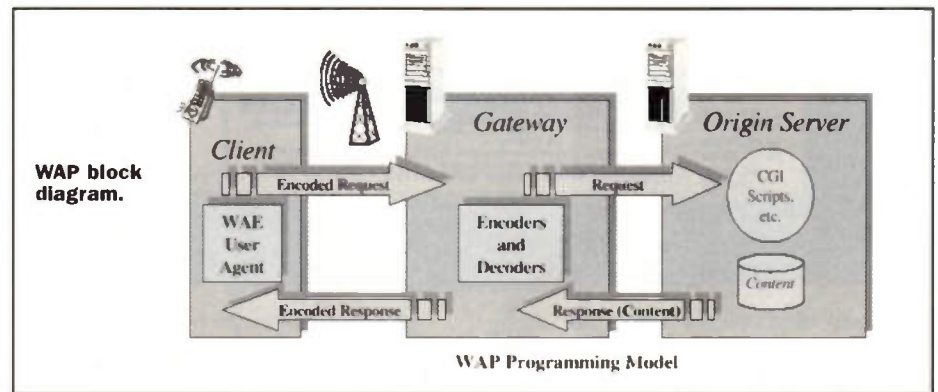 WAP block
diagram.
Client
Gateway
Origin Server
Encoded Request
Request
CGI
Scripts,
etc.
WAE
User
Agent
Encoders
and
Decoders
Content
Encoded Response
Response (Content)
WAP Programming Model